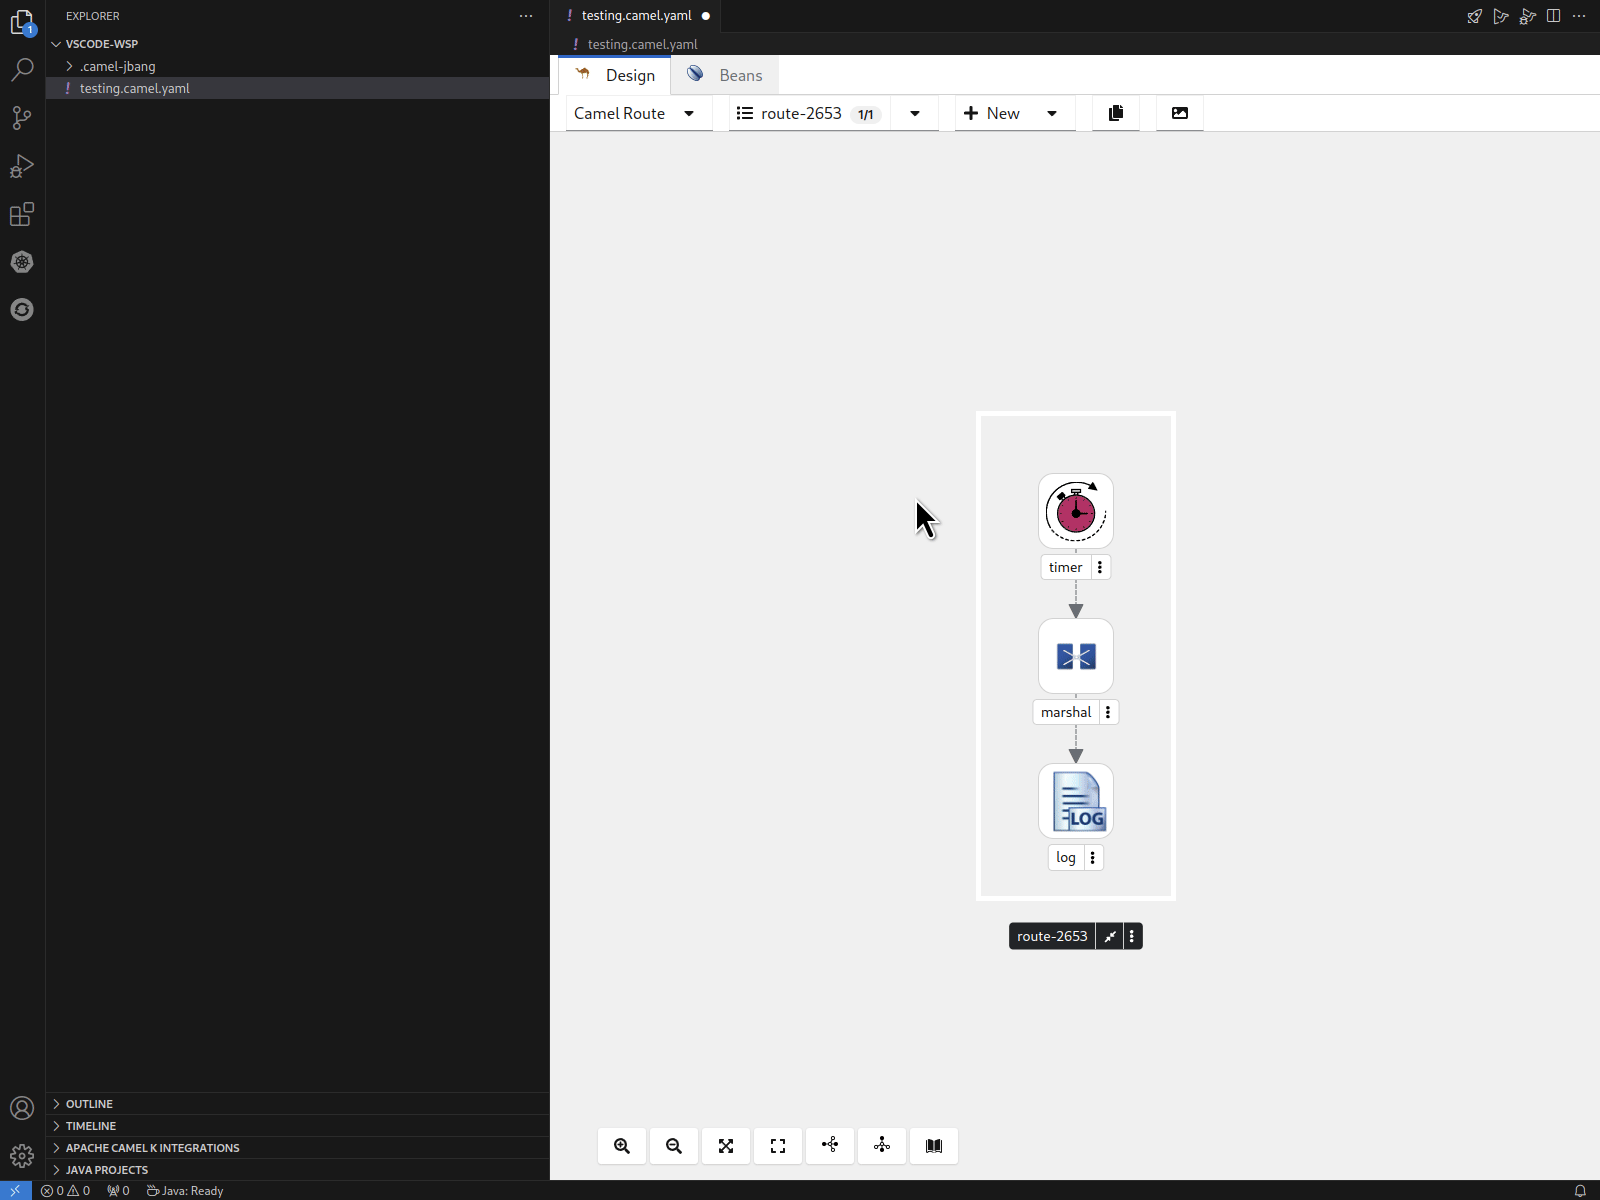 EXPLORER
VSCODE-WSP
.camel-jbang
! testing.camel.yaml
! testing.camel.yaml
! testing.camel.yaml
Design
Beans
Camel Route
route-2653 1/1
New
timer
marshal
LOG
log
route-2653
1
OUTLINE
TIMELINE
APACHE CAMEL K INTEGRATIONS
JAVA PROJECTS
0 0 0 Java: Ready